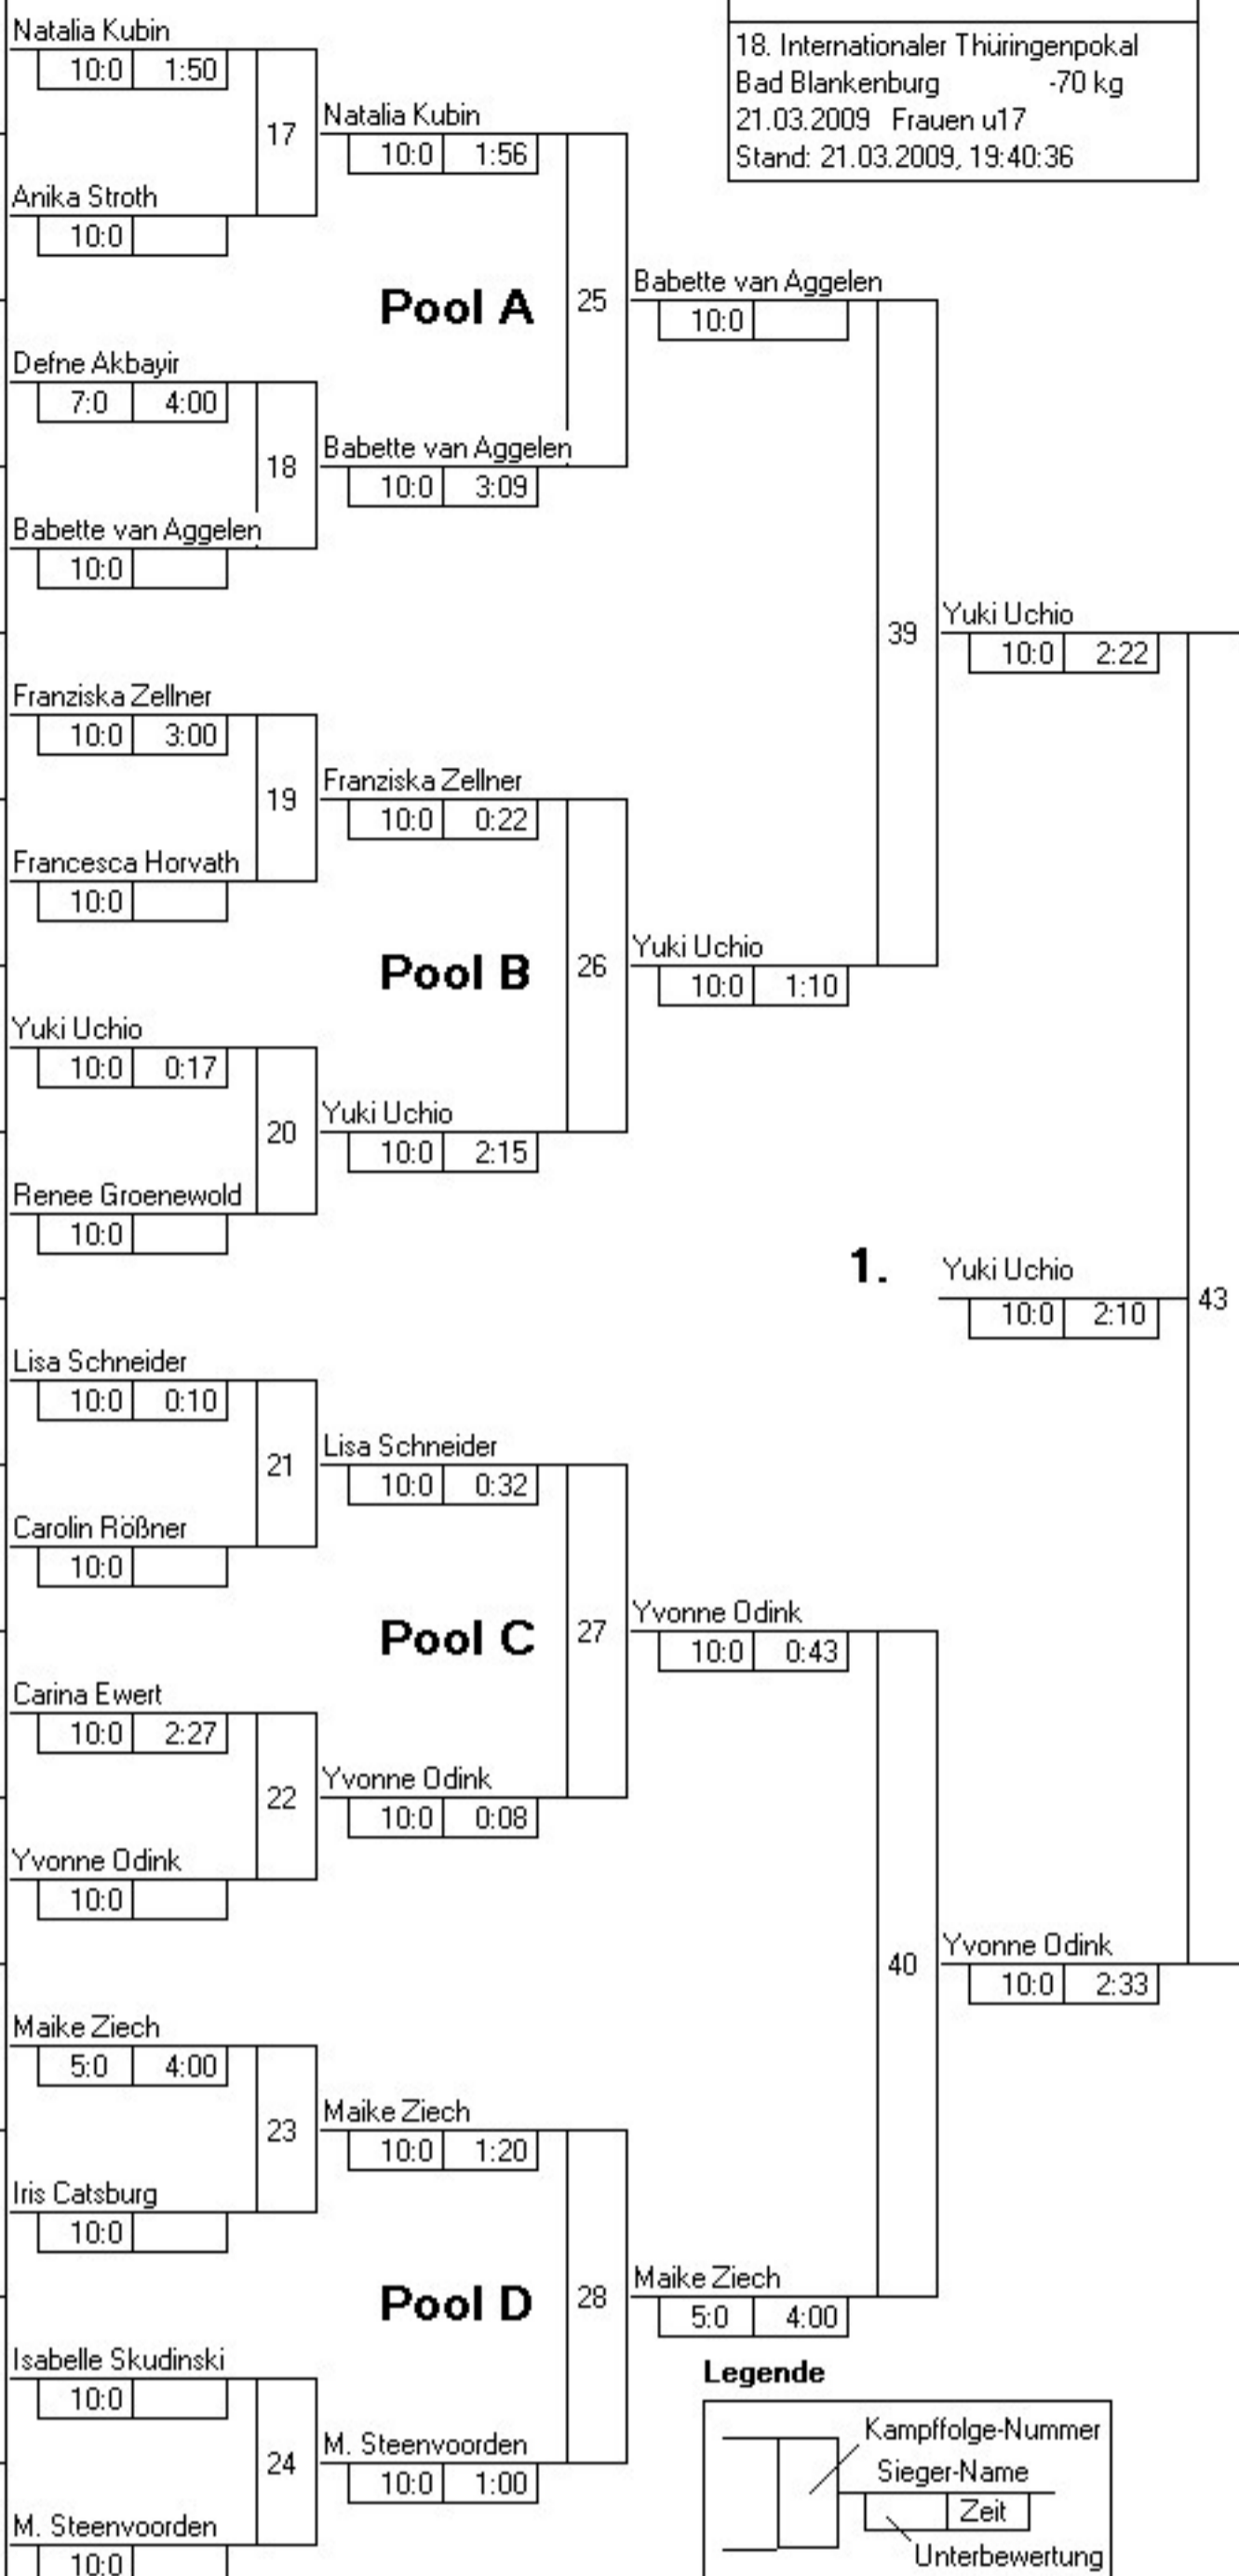 18. Internationaler Thüringenpokal
Bad Blankenburg -70 kg
21.03.2009 Frauen u17
Stand: 21.03.2009, 19:40:36
Natalia Kubin
10:0 1:50
17
Natalia Kubin
10:0 1:56
Anika Stroth
10:0
Pool A
25
Babette van Aggelen
10:0
Defne Akbayir
7:0 4:00
18
Babette van Aggelen
10:0 3:09
Babette van Aggelen
10:0
39
Yuki Uchio
10:0 2:22
Franziska Zellner
10:0 3:00
19
Franziska Zellner
10:0 0:22
Francesca Horvath
10:0
Pool B
26
Yuki Uchio
10:0 1:10
Yuki Uchio
10:0 0:17
20
Yuki Uchio
10:0 2:15
Renee Groenewold
10:0
1.
Yuki Uchio
10:0 2:10
43
Lisa Schneider
10:0 0:10
21
Lisa Schneider
10:0 0:32
Carolin Rößner
10:0
Pool C
27
Yvonne Odink
10:0 0:43
Carina Ewert
10:0 2:27
22
Yvonne Odink
10:0 0:08
Yvonne Odink
10:0
40
Yvonne Odink
10:0 2:33
Maike Ziech
5:0 4:00
23
Maike Ziech
10:0 1:20
Iris Catsburg
10:0
Pool D
28
Maike Ziech
5:0 4:00
Isabelle Skudinski
10:0
24
M. Steenvoorden
10:0 1:00
M. Steenvoorden
10:0
Legende
Kampffolge-Nummer
Sieger-Name
Zeit
Unterbewertung